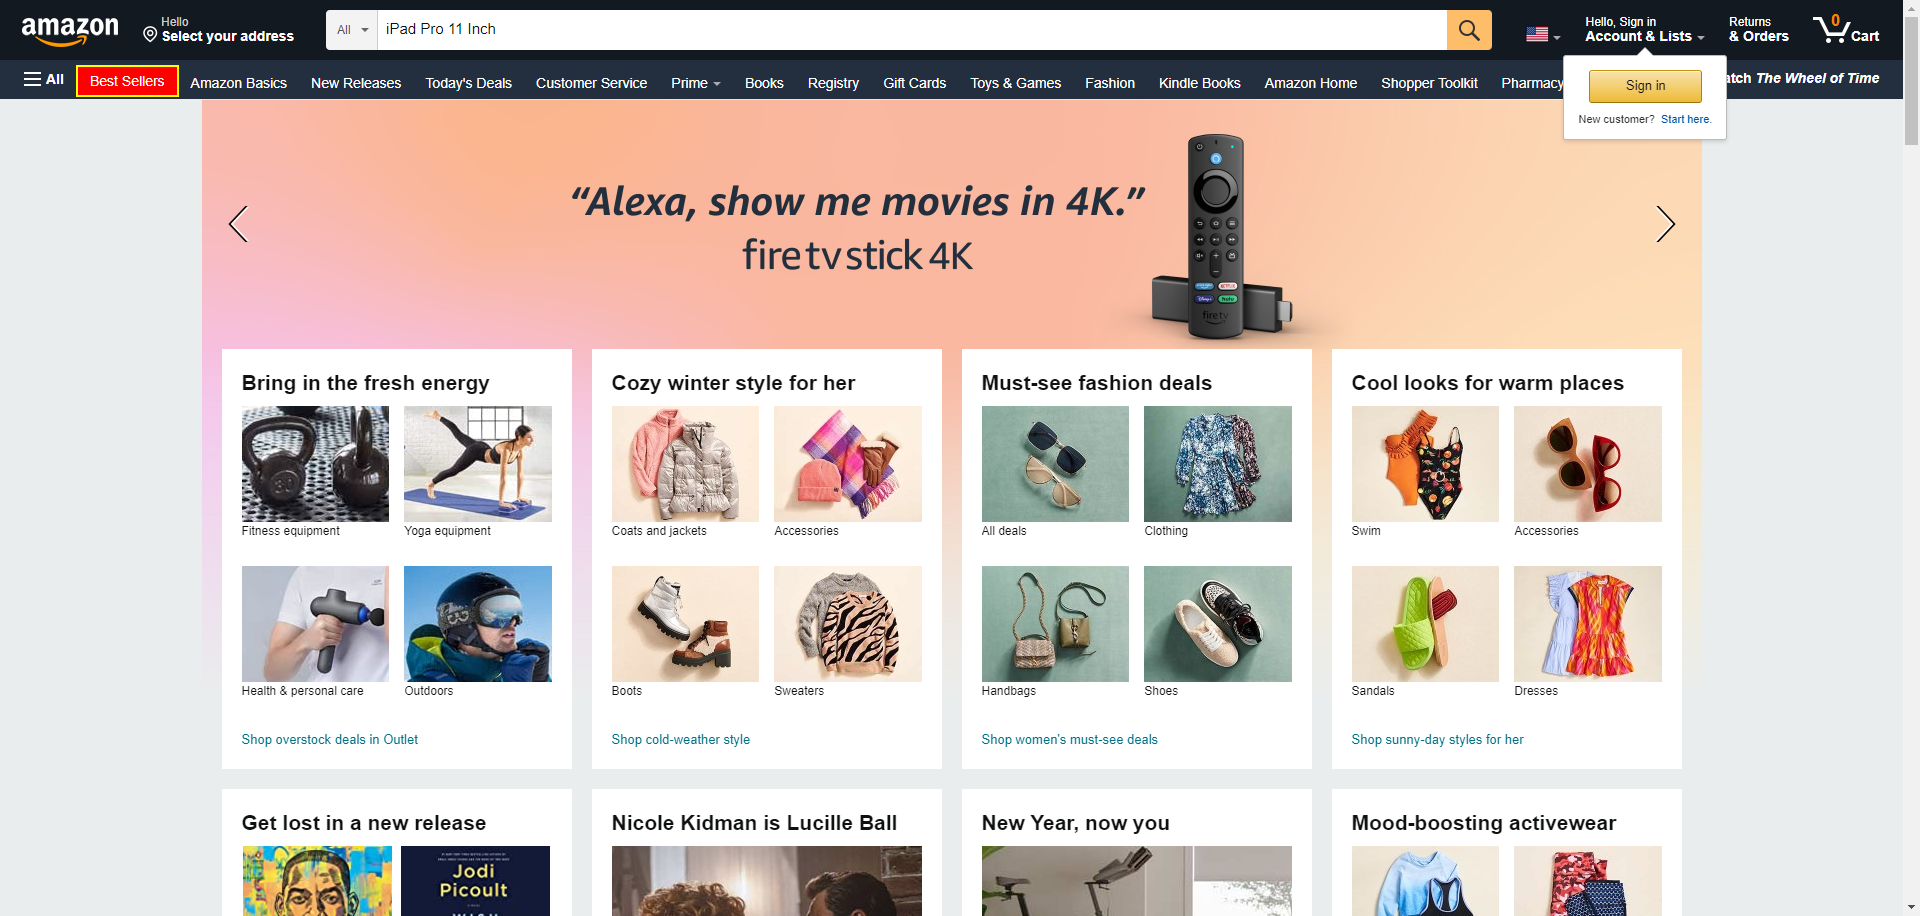 amazon
Hello
Select your address
All
iPad Pro 11 Inch
Hello, Sign in
Account & Lists
Returns
& Orders
0
Cart
All
Best Sellers
Amazon Basics
New Releases
Today's Deals
Customer Service
Prime
Books
Registry
Gift Cards
Toys & Games
Fashion
Kindle Books
Amazon Home
Shopper Toolkit
Pharmacy
atch The Wheel of Time
Sign in
New customer? Start here.
“Alexa, show me movies in 4K.”
fire tv stick 4K
fire tv
Bring in the fresh energy
Fitness equipment
Yoga equipment
Health & personal care
Outdoors
Shop overstock deals in Outlet
Cozy winter style for her
Coats and jackets
Accessories
Boots
Sweaters
Shop cold-weather style
Must-see fashion deals
All deals
Clothing
Handbags
Shoes
Shop women's must-see deals
Cool looks for warm places
Swim
Accessories
Sandals
Dresses
Shop sunny-day styles for her
Get lost in a new release
Jodi
Picoult
Nicole Kidman is Lucille Ball
New Year, now you
Mood-boosting activewear